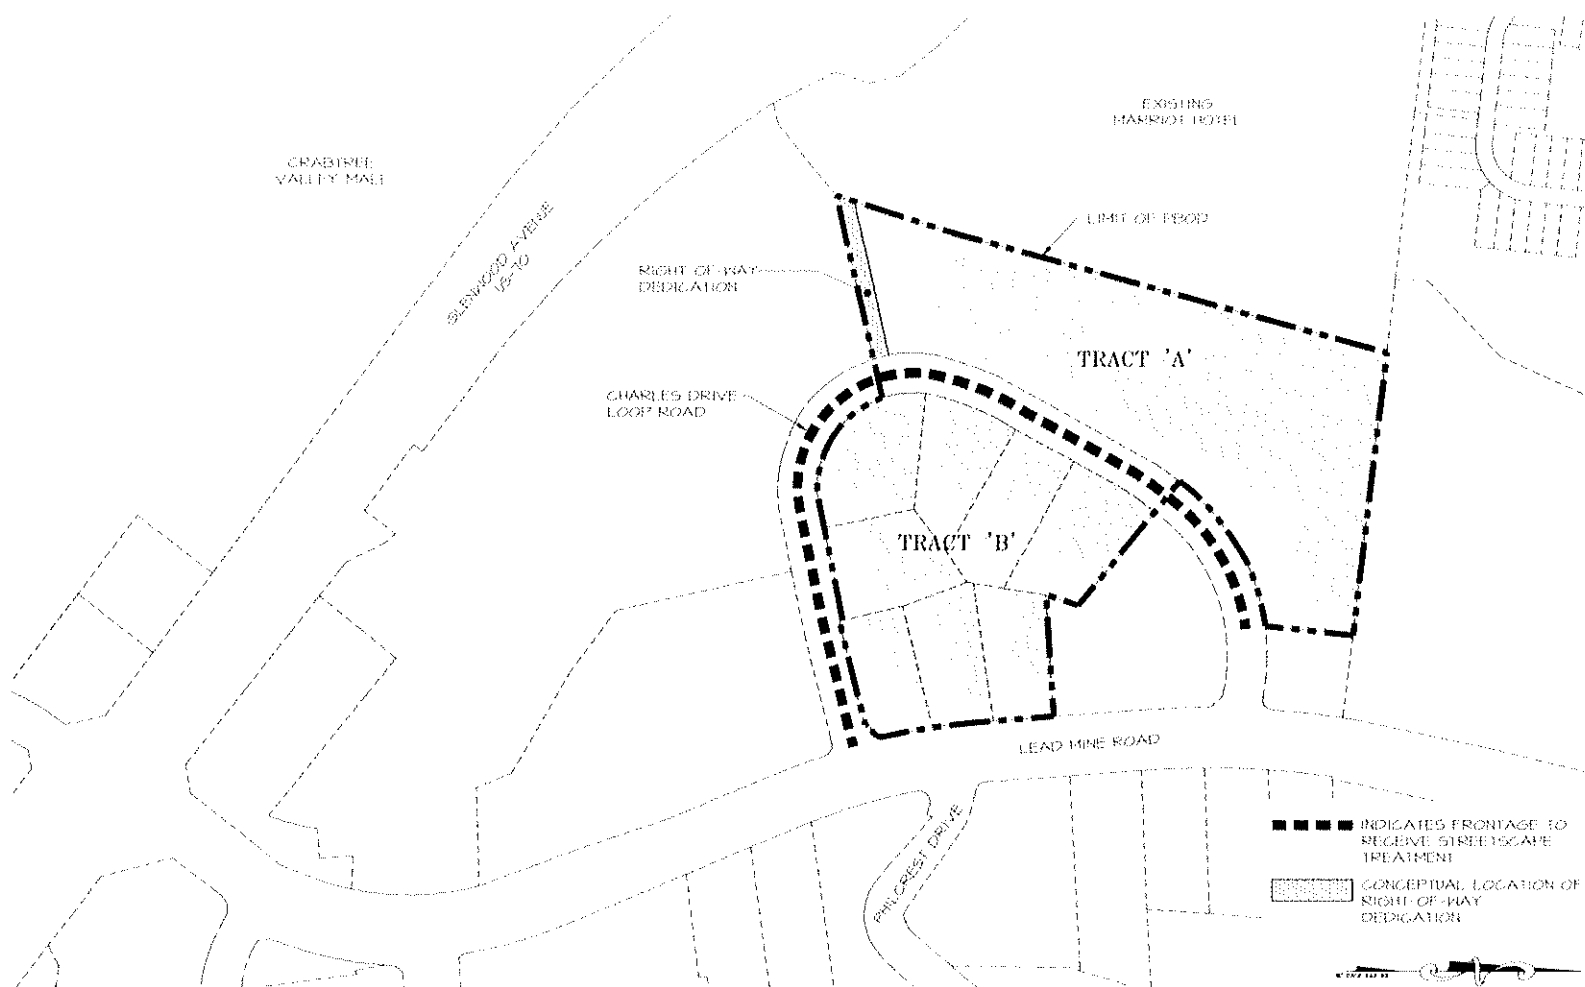 EXISTING
MARRIOT HOTEL
CRABTREE
VALLEY MALL
LIMIT OF PBOD
GLENWOOD AVENUE
US-70
RIGHT-OF-WAY
DEDICATION
TRACT 'A'
CHARLES DRIVE
LOOP ROAD
TRACT 'B'
LEAD MINE ROAD
PHILCREST DRIVE
INDICATES FRONTAGE TO
RECEIVE STREETSCAPE
TREATMENT
CONCEPTUAL LOCATION OF
RIGHT-OF-WAY
DEDICATION